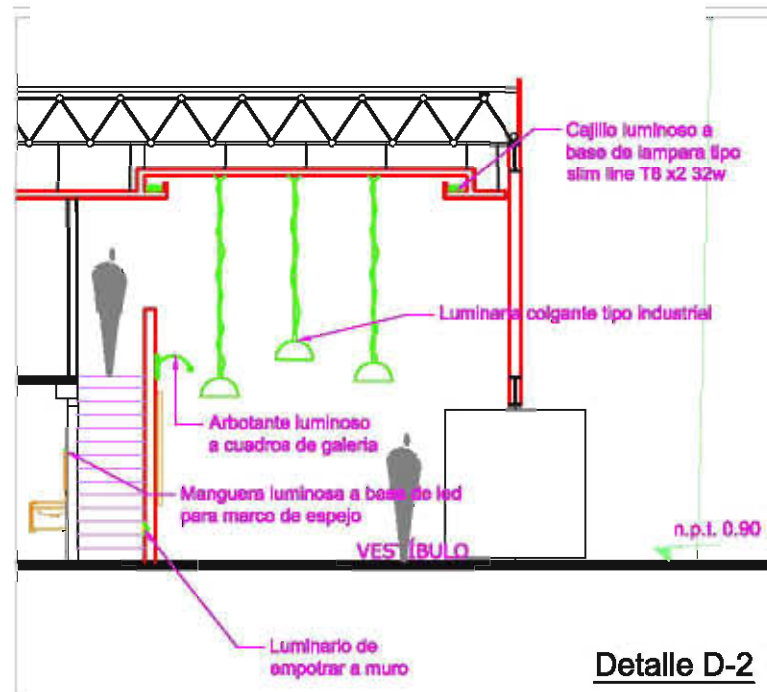 Cajillo luminoso a
base de lampara tipo
slim line T8 x2 32w
Luminaria colgante tipo industrial
Arbotante luminoso
a cuadros de galeria
Manguera luminosa a base de led
para marco de espejo
n.p.t. 0.90
VESTÍBULO
Luminario de
empotrar a muro
Detalle D-2